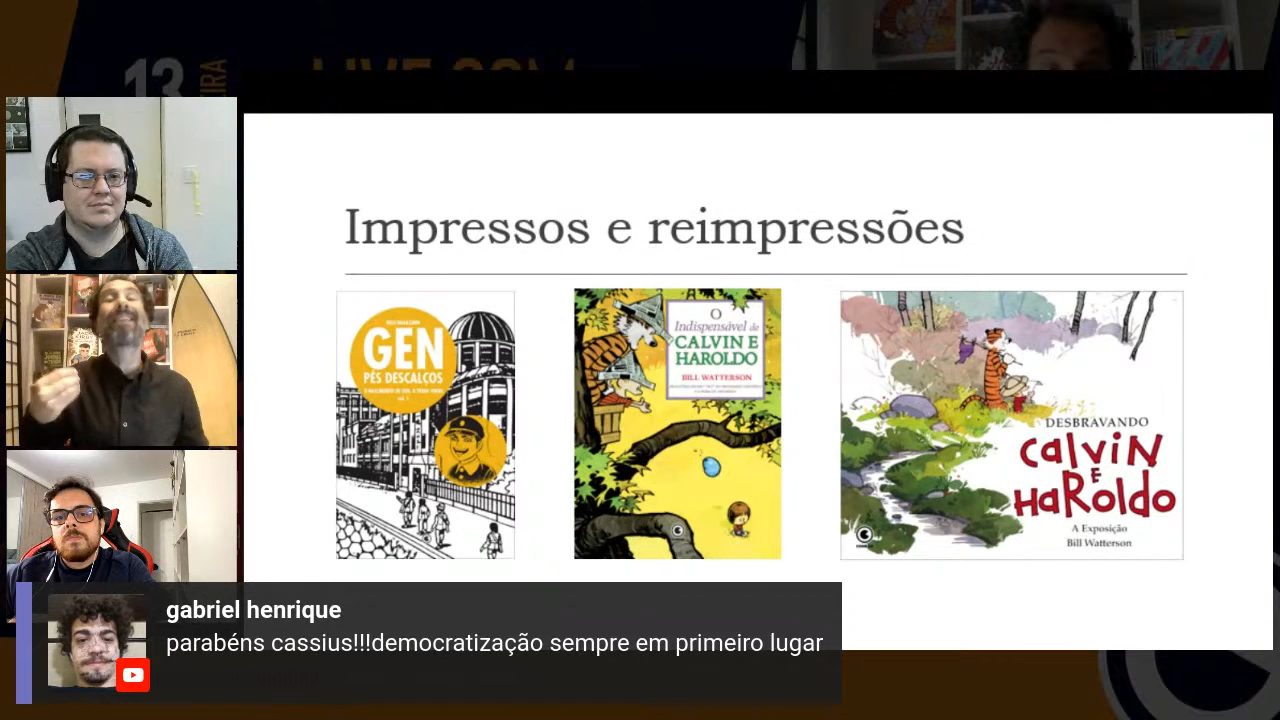 13
Impressos e reimpressões
GEN
PÉS DESCALÇOS
O
Indispensável de
CALVIN E
HAROLDO
BILL WATTERSON
DESBRAVANDO
CALVIN
E
HAROLDO
A Exposição
Bill Watterson
gabriel henrique
parabéns cassius!!!democratização sempre em primeiro lugar